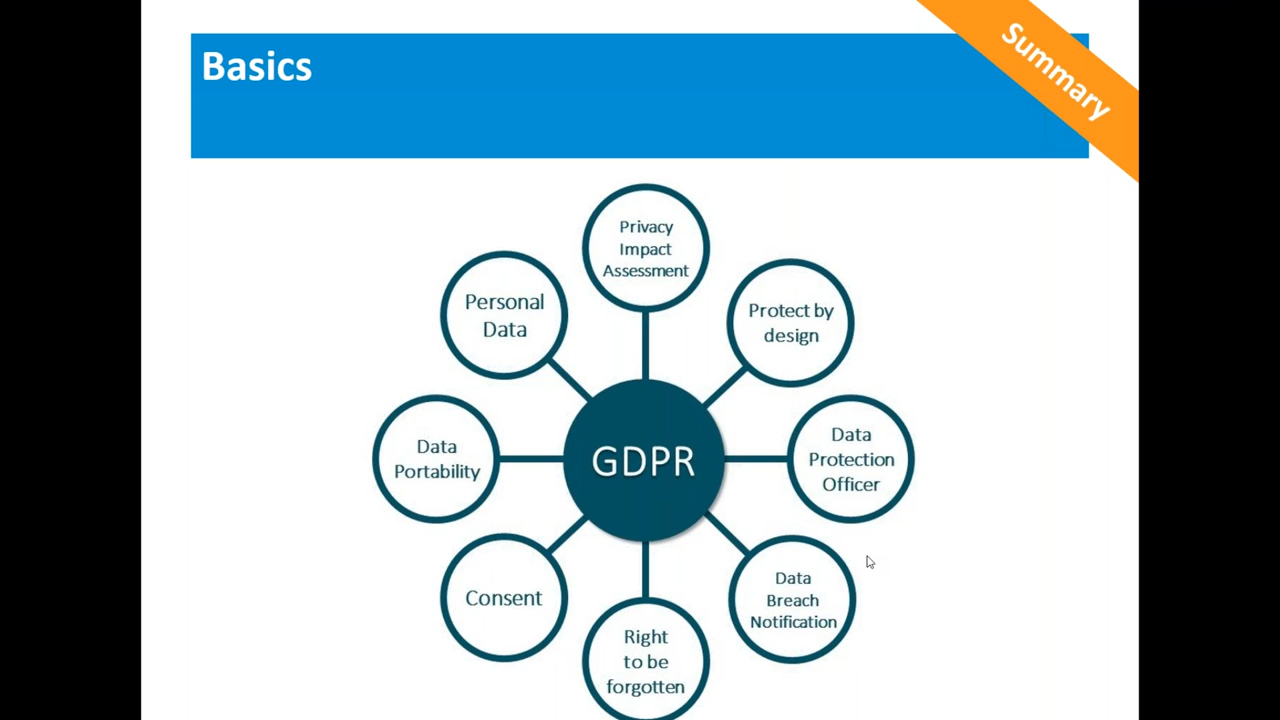 Basics
Summary
Privacy
Impact
Assessment
Protect by
design
Data
Protection
Officer
Data
Breach
Notification
Right
to be
forgotten
Consent
Data
Portability
Personal
Data
GDPR